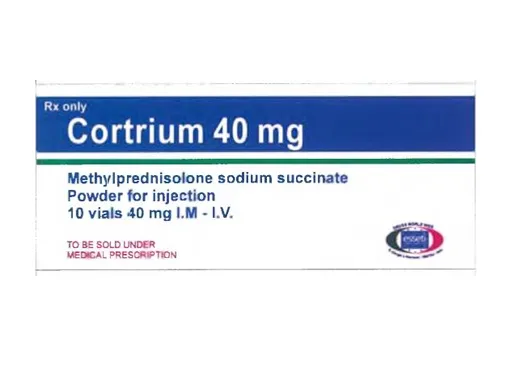 Rx only
Cortrium 40 mg
Methylprednisolone sodium succinate
Powder for injection
10 vials 40 mg I.M - I.V.
TO BE SOLD UNDER
MEDICAL PRESCRIPTION
esseti